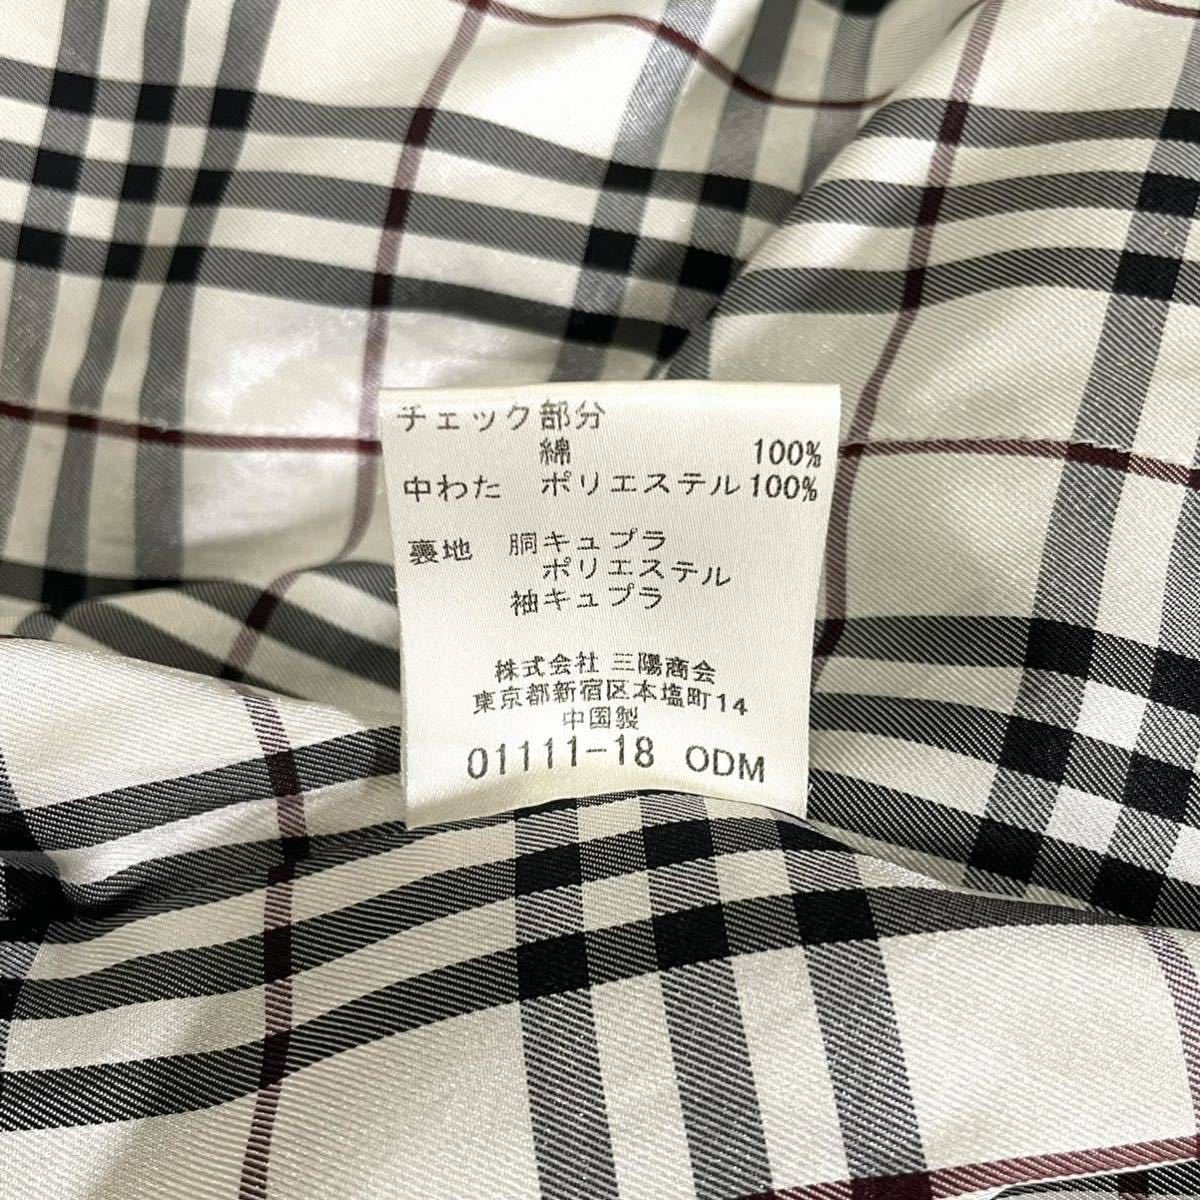 チェック部分
綿 100%
中わた ポリエステル 100%
裏地 胴キュプラ
ポリエステル
袖キュプラ
株式会社 三陽商会
東京都新宿区本塩町14
中国製
01111-18 ODM